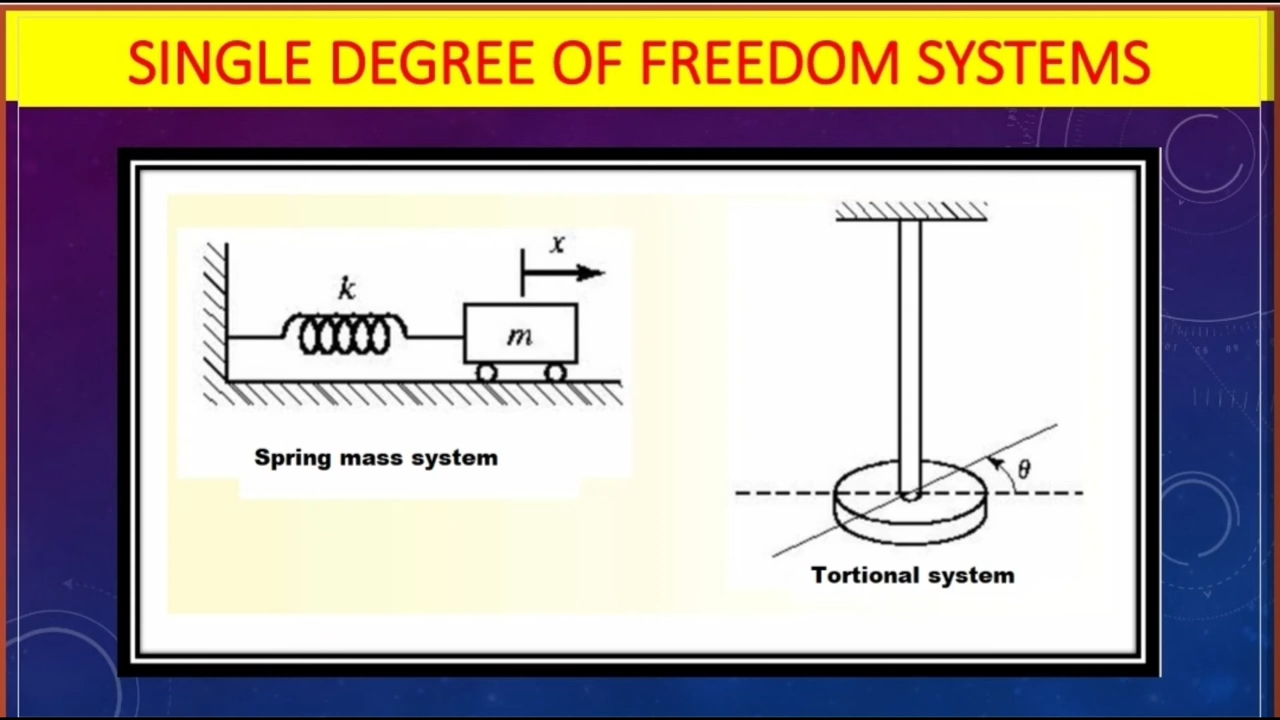 SINGLE DEGREE OF FREEDOM SYSTEMS
x
k
m
Spring mass system
θ
Tortional system